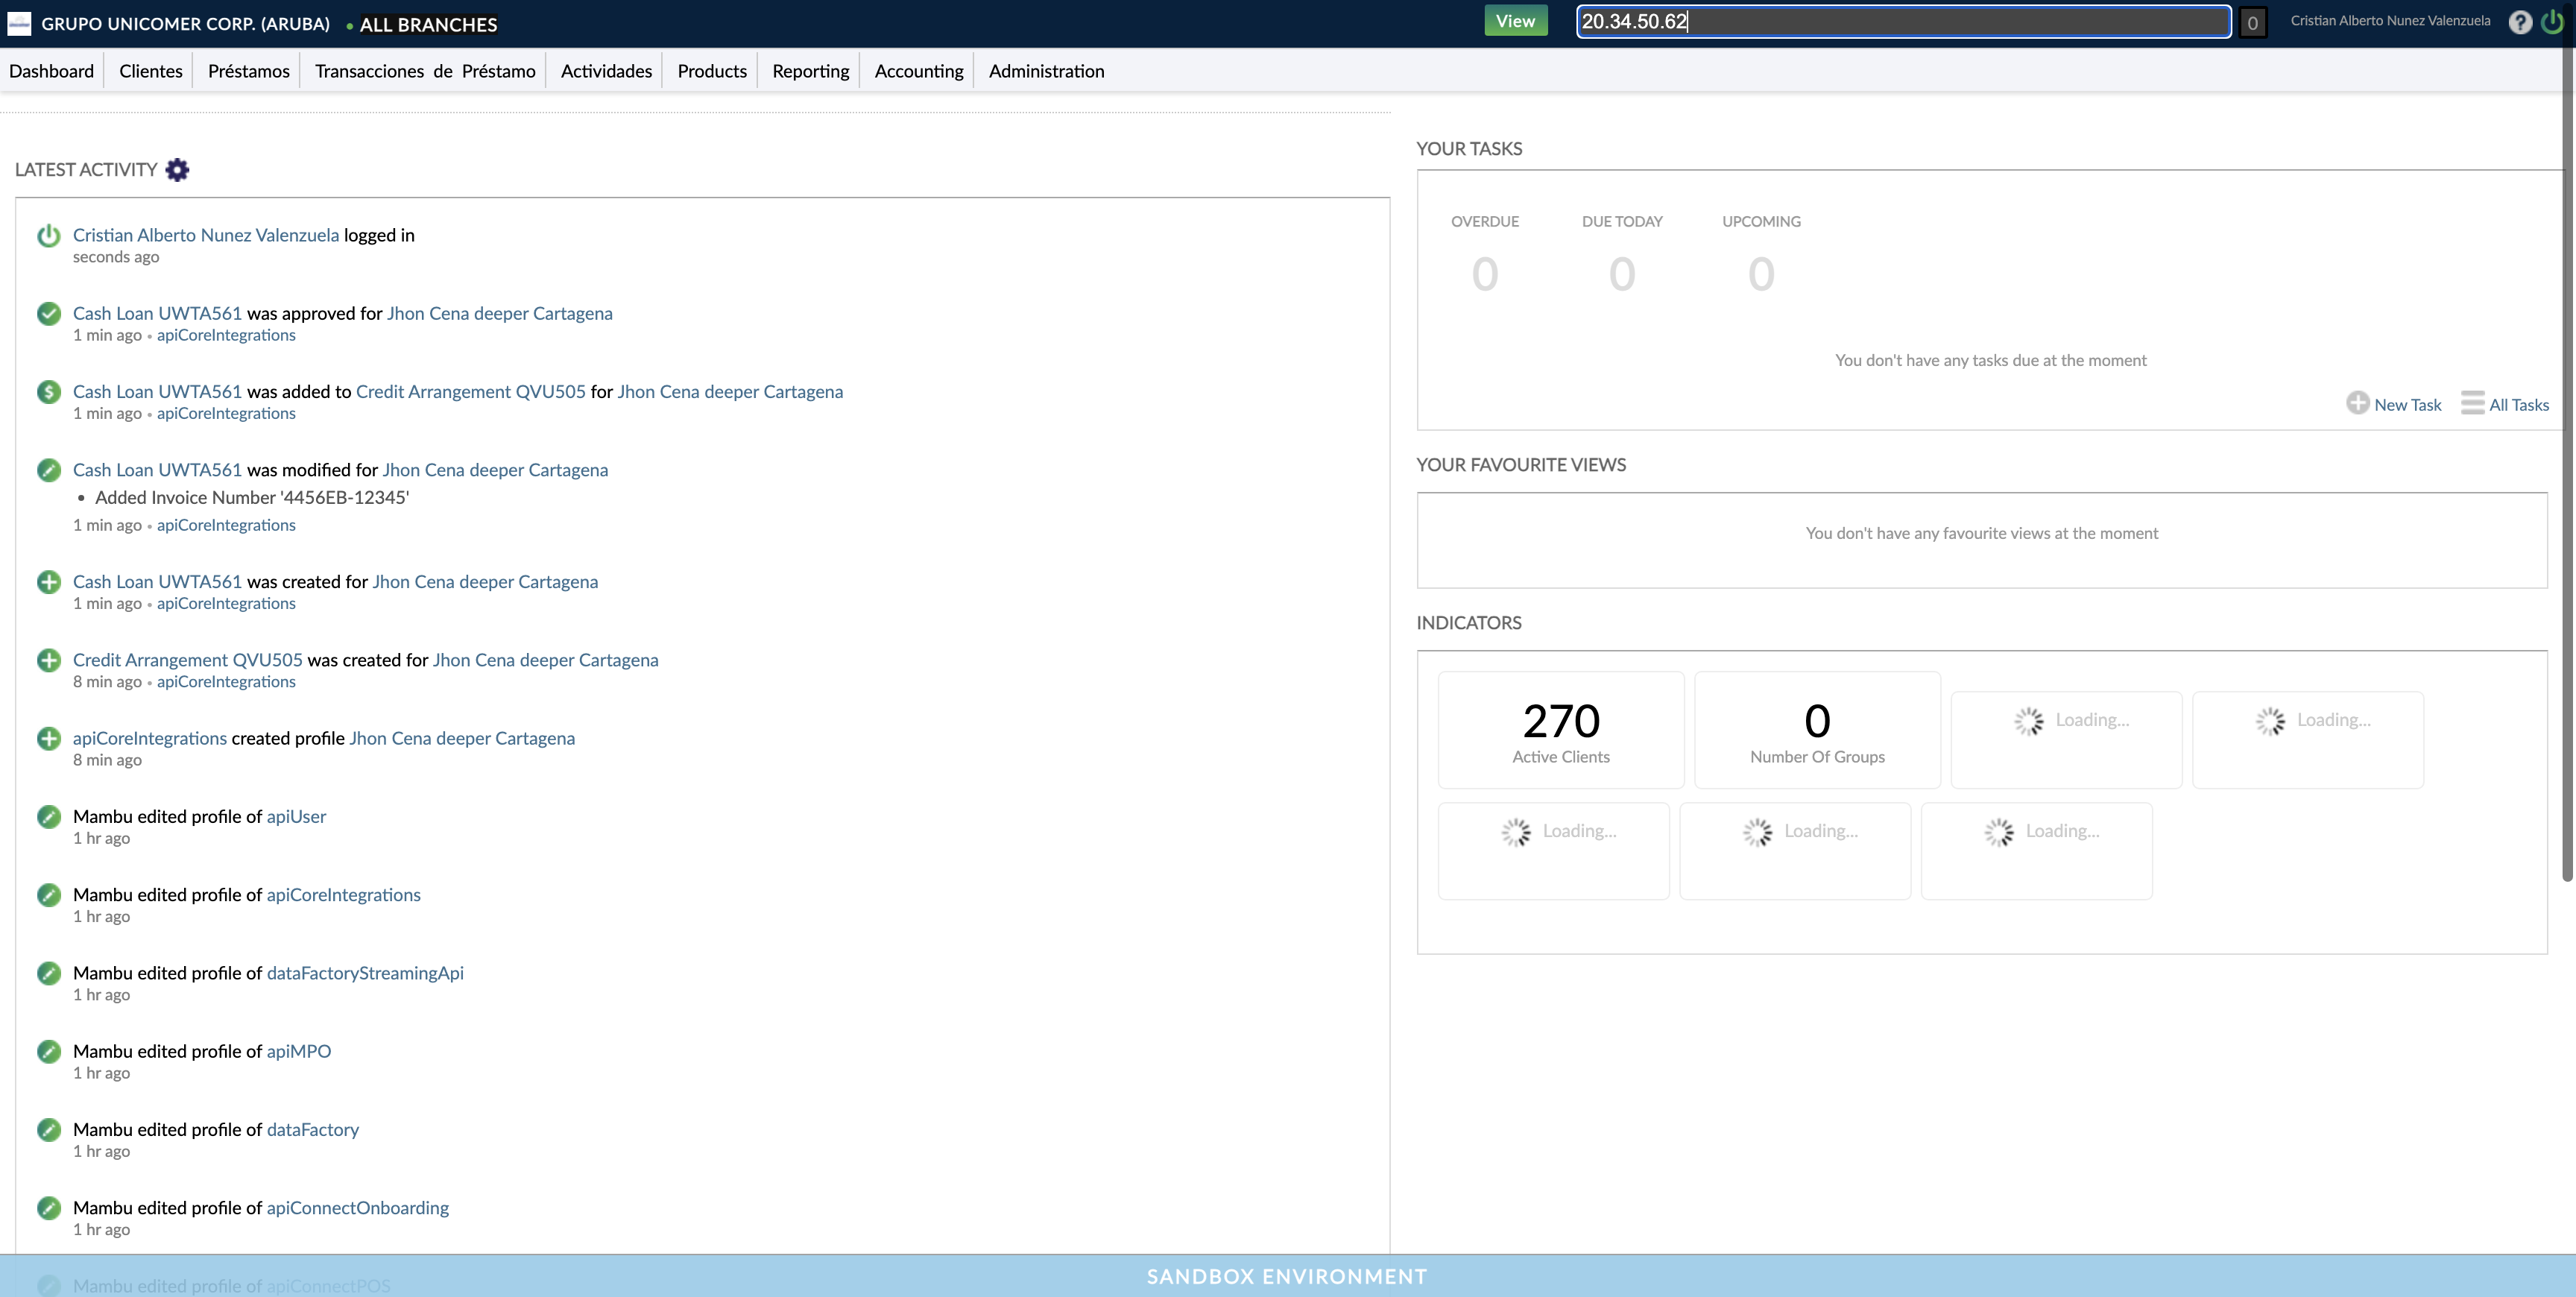 GRUPO UNICOMER CORP. (ARUBA) • ALL BRANCHES
View
20.34.50.62
0
Cristian Alberto Nunez Valenzuela
?
Dashboard
Clientes
Préstamos
Transacciones de Préstamo
Actividades
Products
Reporting
Accounting
Administration
LATEST ACTIVITY
Cristian Alberto Nunez Valenzuela logged in
seconds ago
Cash Loan UWTA561 was approved for Jhon Cena deeper Cartagena
1 min ago • apiCoreIntegrations
Cash Loan UWTA561 was added to Credit Arrangement QVU505 for Jhon Cena deeper Cartagena
1 min ago • apiCoreIntegrations
Cash Loan UWTA561 was modified for Jhon Cena deeper Cartagena
• Added Invoice Number '4456EB-12345'
1 min ago • apiCoreIntegrations
Cash Loan UWTA561 was created for Jhon Cena deeper Cartagena
1 min ago • apiCoreIntegrations
Credit Arrangement QVU505 was created for Jhon Cena deeper Cartagena
8 min ago • apiCoreIntegrations
apiCoreIntegrations created profile Jhon Cena deeper Cartagena
8 min ago
Mambu edited profile of apiUser
1 hr ago
Mambu edited profile of apiCoreIntegrations
1 hr ago
Mambu edited profile of dataFactoryStreamingApi
1 hr ago
Mambu edited profile of apiMPO
1 hr ago
Mambu edited profile of dataFactory
1 hr ago
Mambu edited profile of apiConnectOnboarding
1 hr ago
Mambu edited profile of apiConnectPOS
YOUR TASKS
OVERDUE
DUE TODAY
UPCOMING
0
0
0
You don't have any tasks due at the moment
New Task
All Tasks
YOUR FAVOURITE VIEWS
You don't have any favourite views at the moment
INDICATORS
270
Active Clients
0
Number Of Groups
Loading...
Loading...
Loading...
Loading...
Loading...
SANDBOX ENVIRONMENT